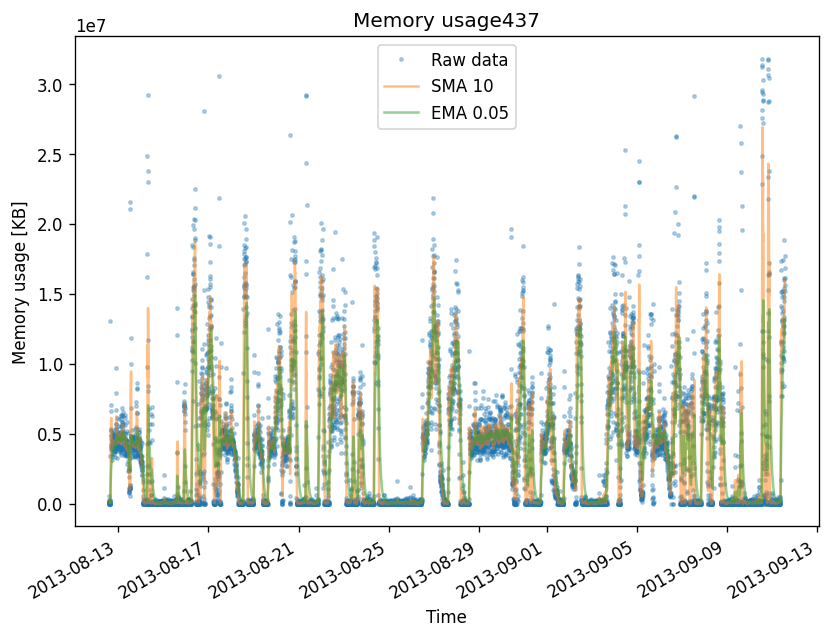 Memory usage437
1e7
Raw data
SMA 10
EMA 0.05
3.0
2.5
2.0
1.5
1.0
0.5
0.0
Memory usage [KB]
2013-08-13
2013-08-17
2013-08-21
2013-08-25
2013-08-29
2013-09-01
2013-09-05
2013-09-09
2013-09-13
Time